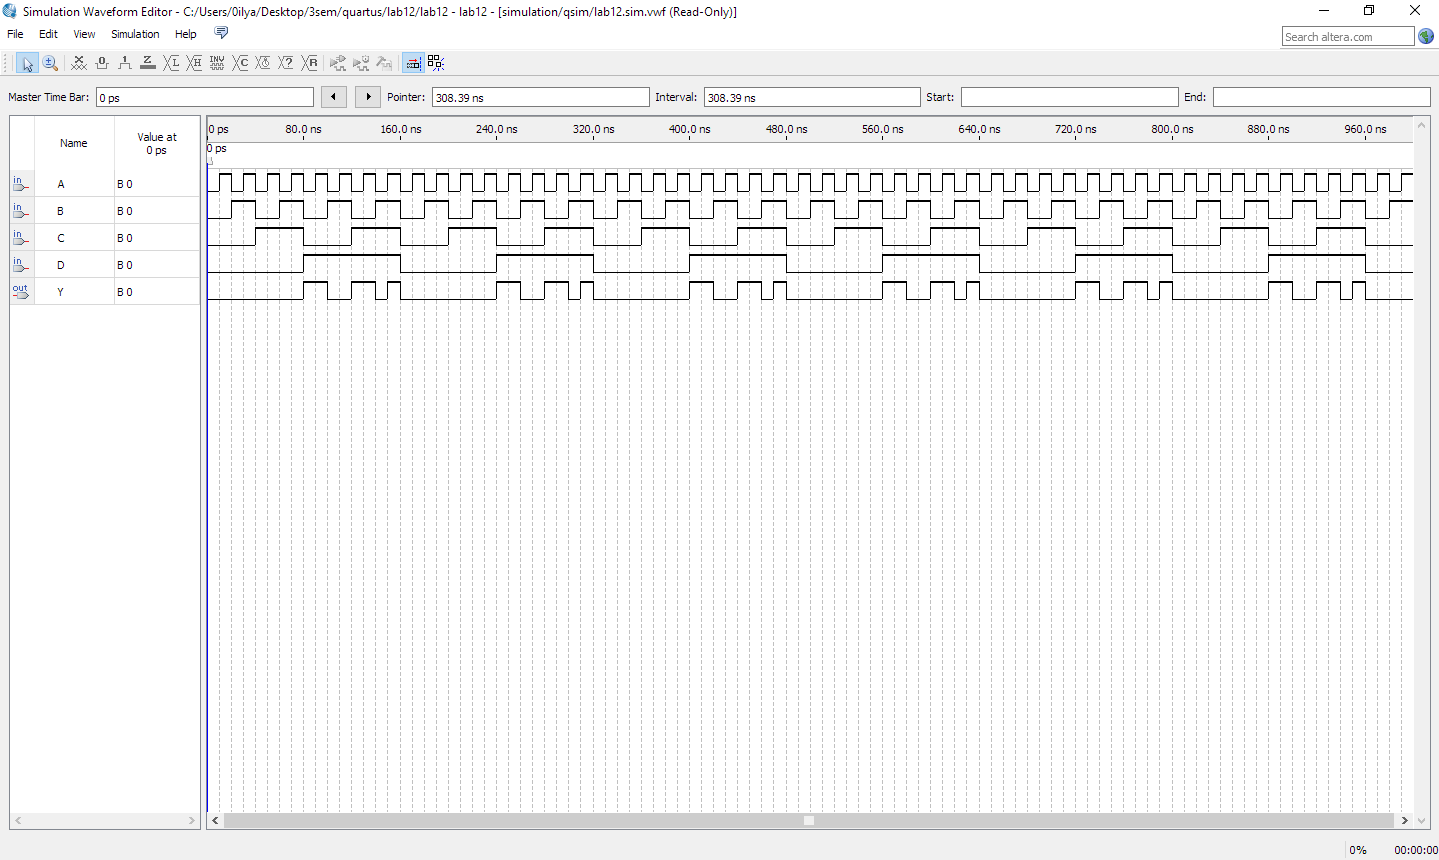 Simulation Waveform Editor - C:/Users/0ilya/Desktop/3sem/quartus/lab12/lab12 - lab12 - [simulation/qsim/lab12.sim.vwf (Read-Only)]
File Edit View Simulation Help
Search altera.com
Master Time Bar: 0 ps Pointer: 308.39 ns Interval: 308.39 ns Start: End:
Name Value at
0 ps
0 ps 80.0 ns 160.0 ns 240.0 ns 320.0 ns 400.0 ns 480.0 ns 560.0 ns 640.0 ns 720.0 ns 800.0 ns 880.0 ns 960.0 ns
0 ps
in A B 0
in B B 0
in C B 0
in D B 0
out Y B 0
0% 00:00:00